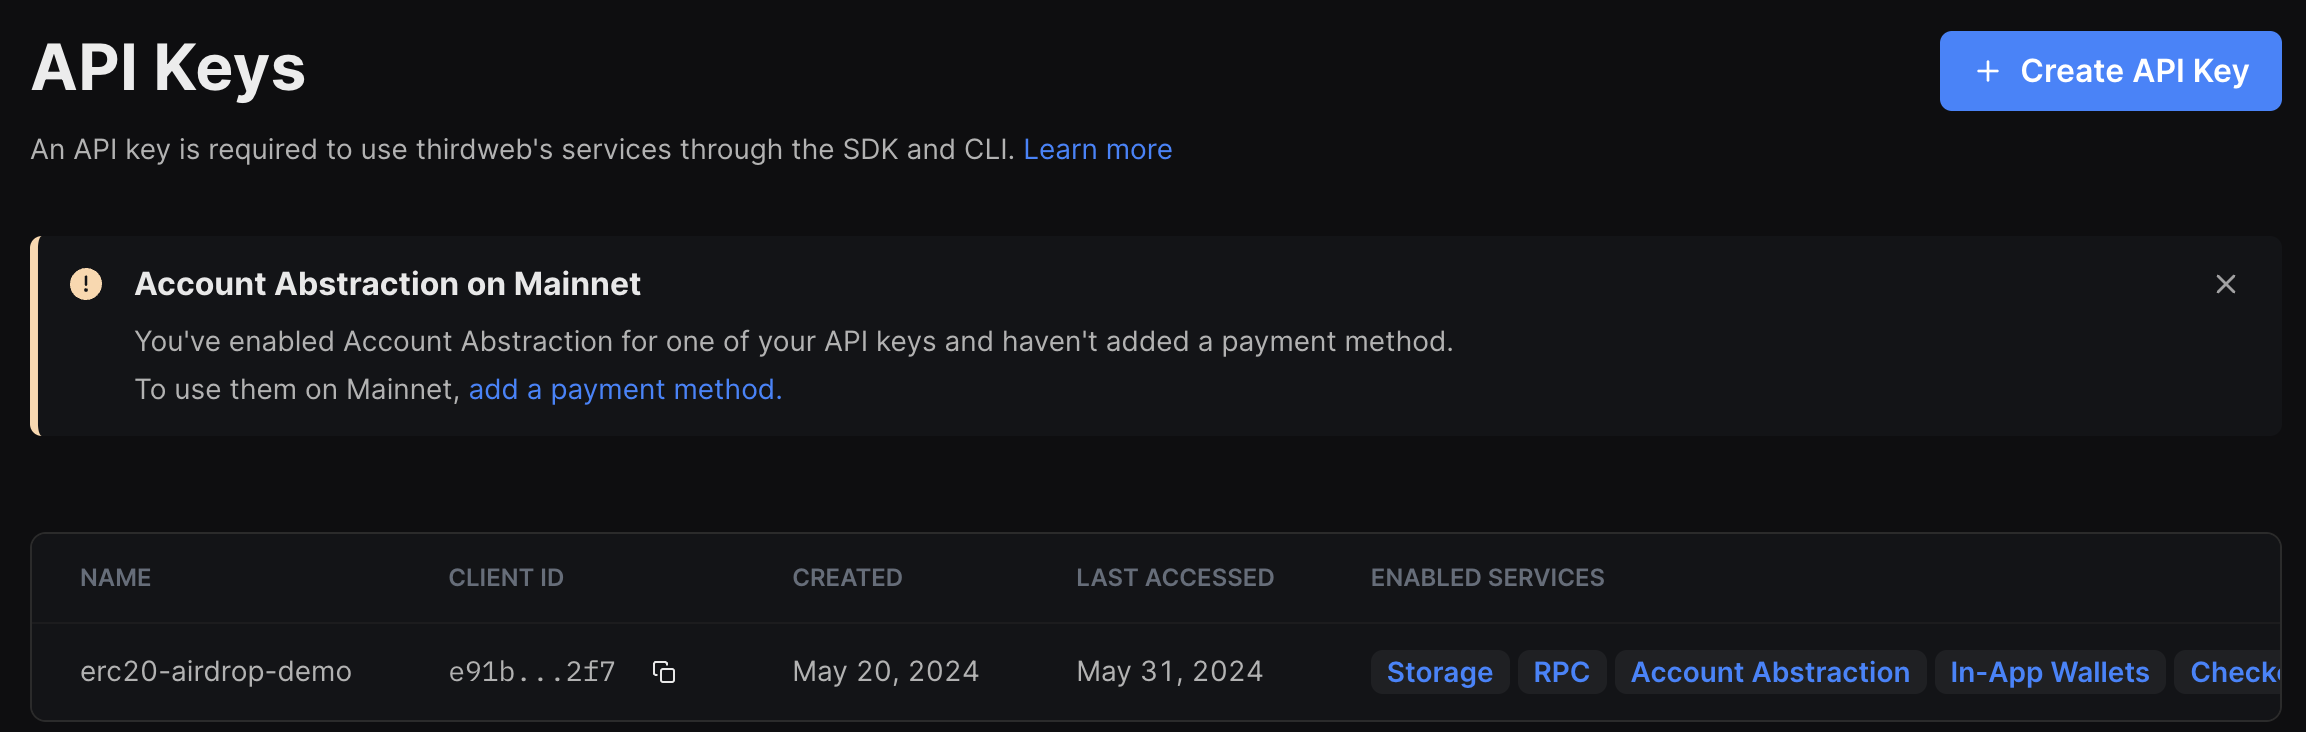 API Keys
+ Create API Key
An API key is required to use thirdweb's services through the SDK and CLI. Learn more
Account Abstraction on Mainnet
You've enabled Account Abstraction for one of your API keys and haven't added a payment method.
To use them on Mainnet, add a payment method.
NAME CLIENT ID CREATED LAST ACCESSED ENABLED SERVICES
erc20-airdrop-demo e91b...2f7 May 20, 2024 May 31, 2024 Storage RPC Account Abstraction In-App Wallets